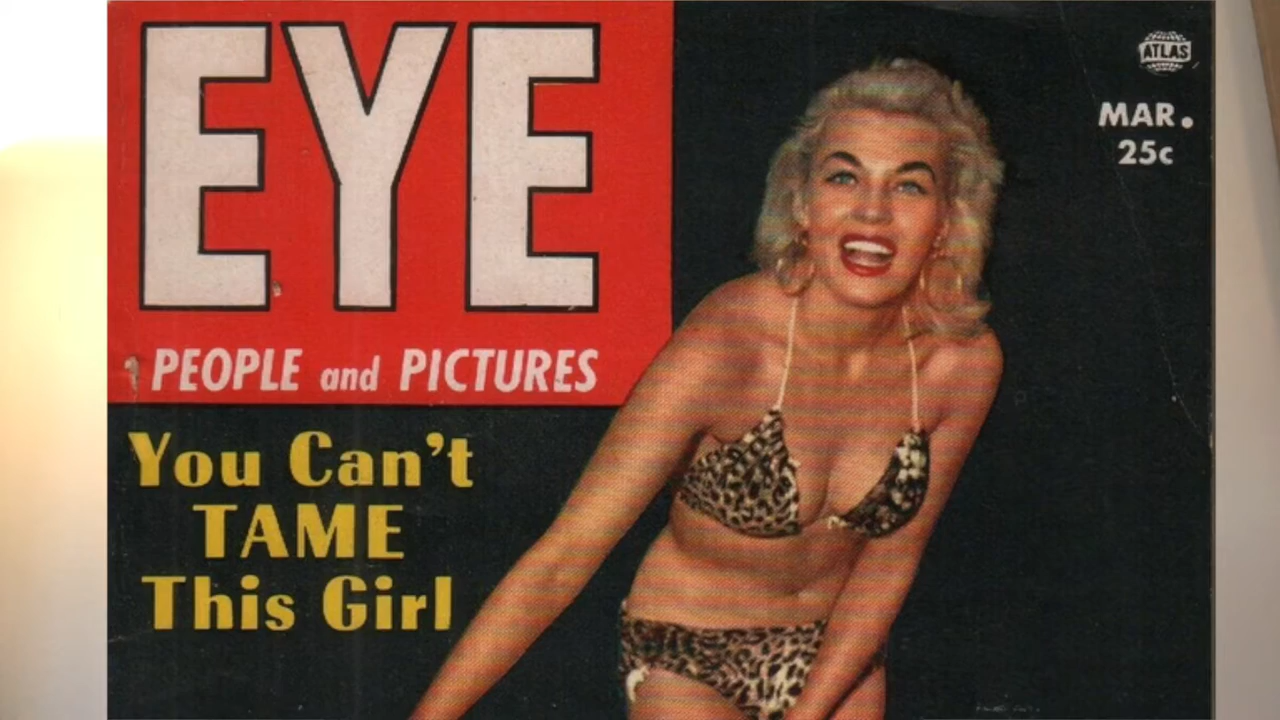 EYE
PEOPLE and PICTURES
You Can't
TAME
This Girl
ATLAS
MAR.
25c